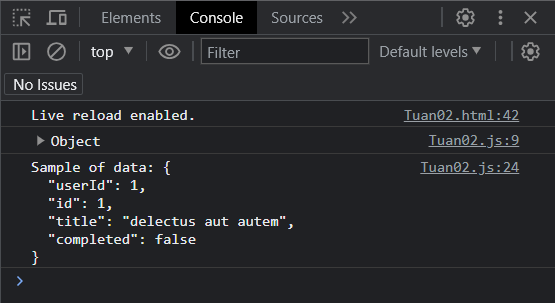 Elements Console Sources
top Filter Default levels
No Issues
Live reload enabled. Tuan02.html:42
Object Tuan02.js:9
Sample of data: { Tuan02.js:24
"userId": 1,
"id": 1,
"title": "delectus aut autem",
"completed": false
}